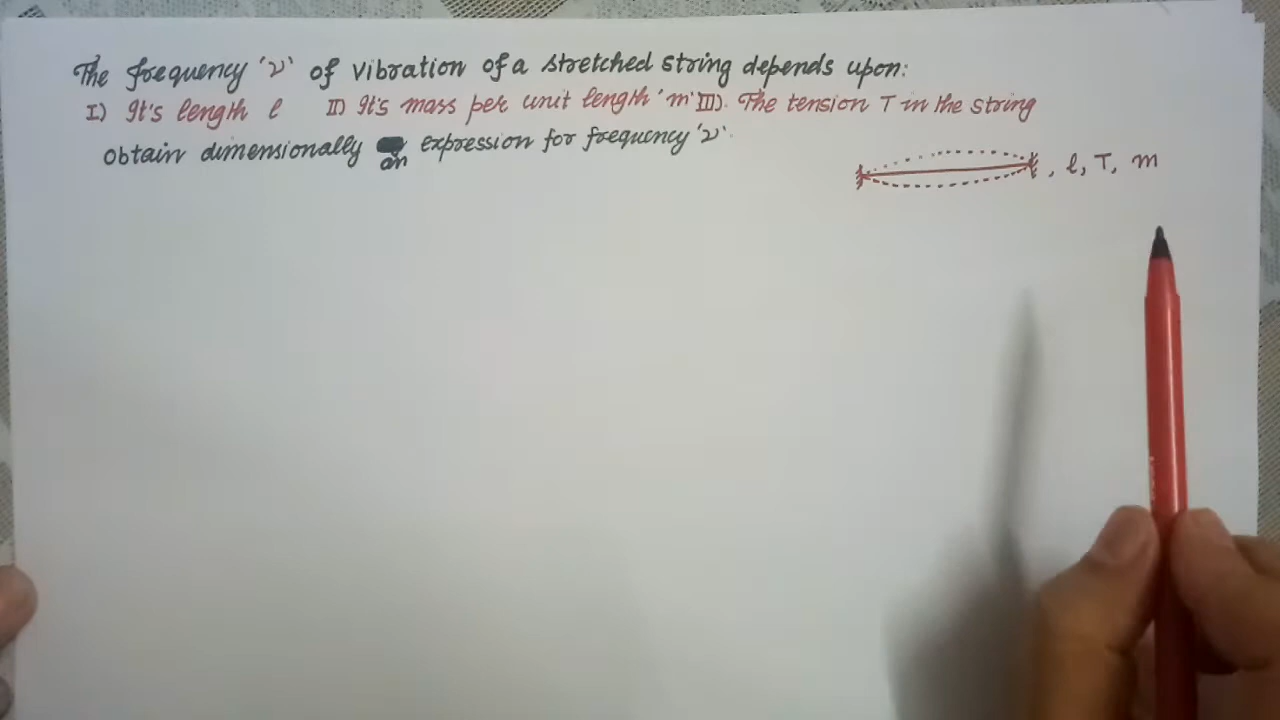 The frequency 'ν' of vibration of a stretched string depends upon:
I) It's length l II) It's mass per unit length 'm' III). The tension T in the string
Obtain dimensionally an expression for frequency 'ν'.
, l, T, m